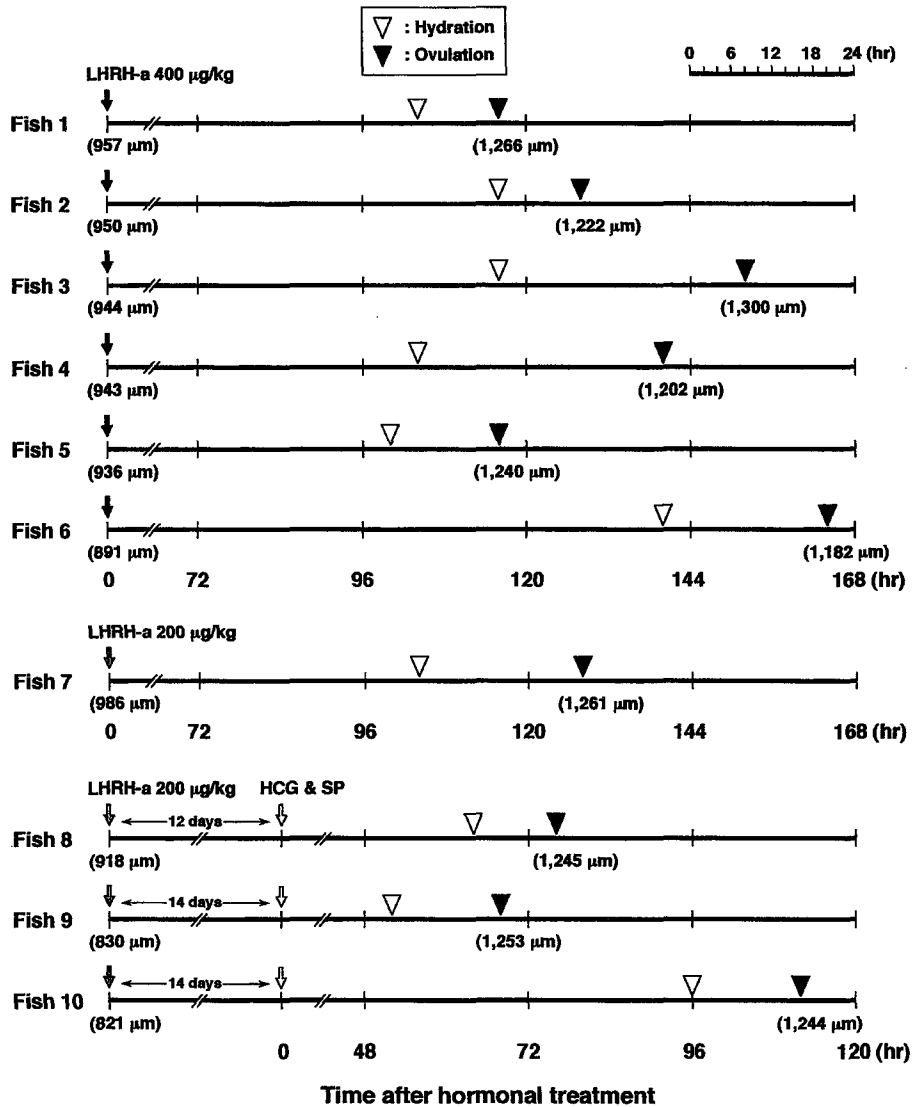 : Hydration
: Ovulation
0 6 12 18 24 (hr)
LHRH-a 400 µg/kg
Fish 1
(957 µm) (1,266 µm)
Fish 2
(950 µm) (1,222 µm)
Fish 3
(944 µm) (1,300 µm)
Fish 4
(943 µm) (1,202 µm)
Fish 5
(936 µm) (1,240 µm)
Fish 6
(891 µm) (1,182 µm)
0 72 96 120 144 168 (hr)
LHRH-a 200 µg/kg
Fish 7
(986 µm) (1,261 µm)
0 72 96 120 144 168 (hr)
LHRH-a 200 µg/kg HCG & SP
12 days
Fish 8
(918 µm) (1,245 µm)
14 days
Fish 9
(830 µm) (1,253 µm)
14 days
Fish 10
(821 µm) (1,244 µm)
0 48 72 96 120 (hr)
Time after hormonal treatment